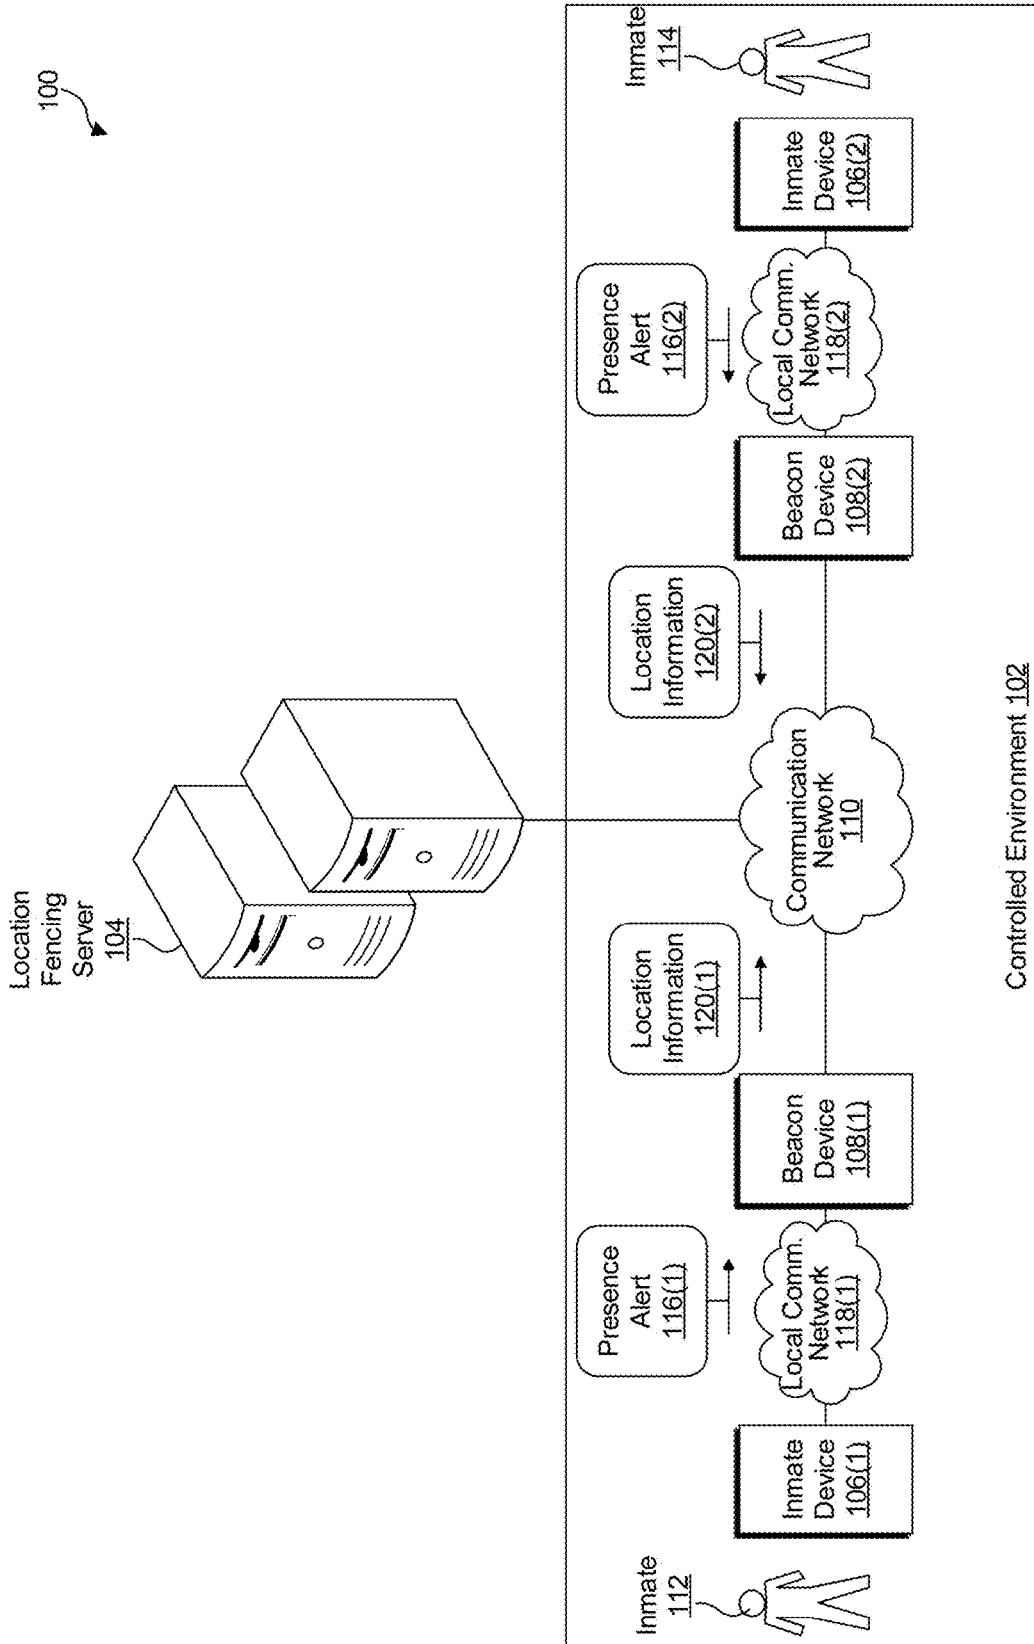 100
Location
Fencing
Server
104
Inmate
112
Inmate
Device
106(1)
Presence
Alert
116(1)
Local Comm.
Network
118(1)
Beacon
Device
108(1)
Location
Information
120(1)
Communication
Network
110
Location
Information
120(2)
Beacon
Device
108(2)
Presence
Alert
116(2)
Local Comm.
Network
118(2)
Inmate
Device
106(2)
Inmate
114
Controlled Environment 102